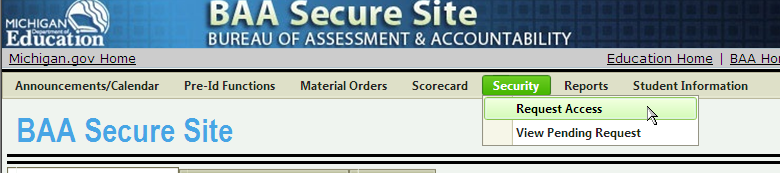 MICHIGAN
Department of
Education
BAA Secure Site
BUREAU OF ASSESSMENT & ACCOUNTABILITY
Michigan.gov Home
Education Home | BAA Ho
Announcements/Calendar Pre-Id Functions Material Orders Scorecard Security Reports Student Information
Request Access
View Pending Request
BAA Secure Site